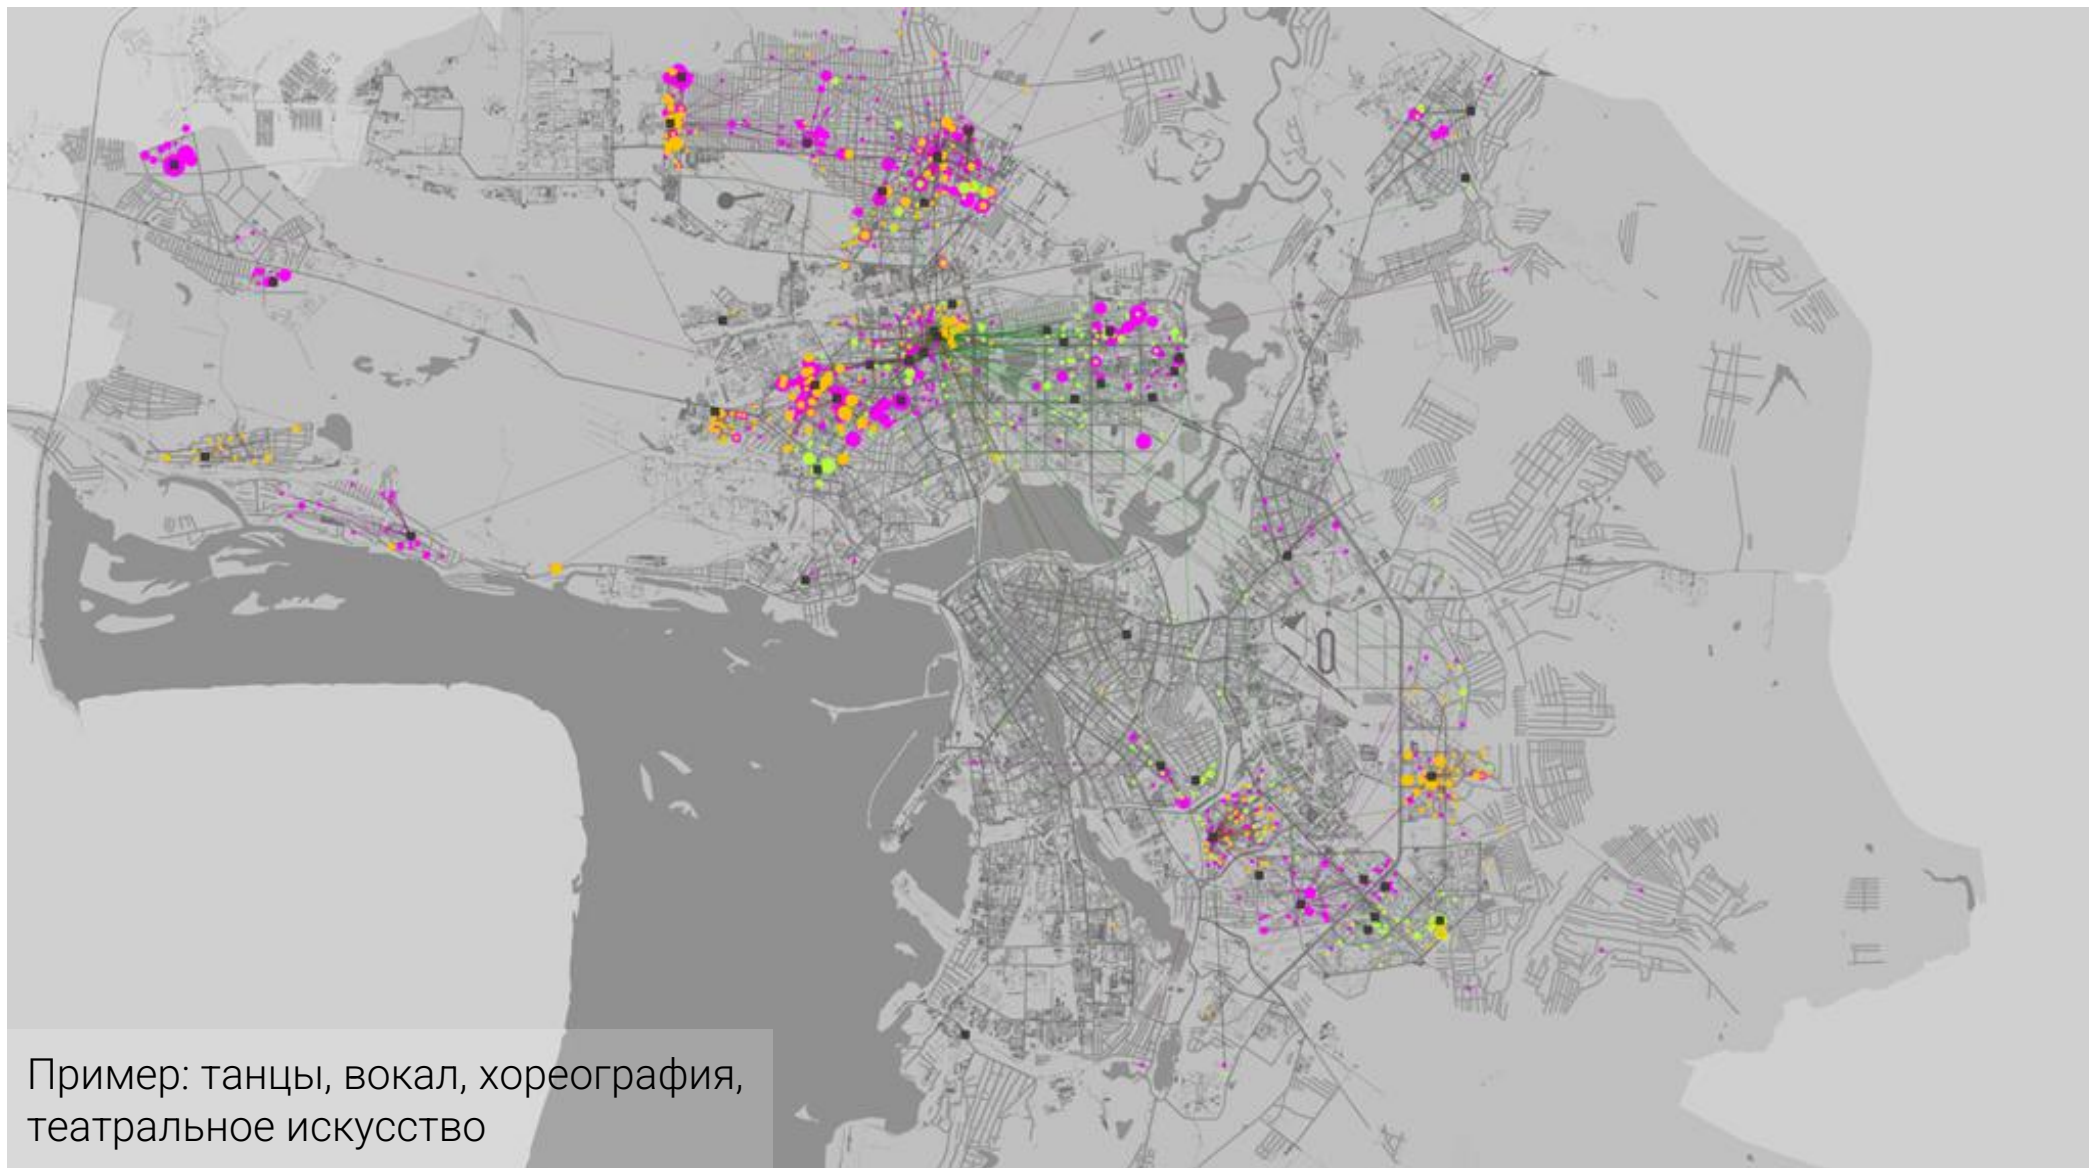 Пример: танцы, вокал, хореография,
театральное искусство